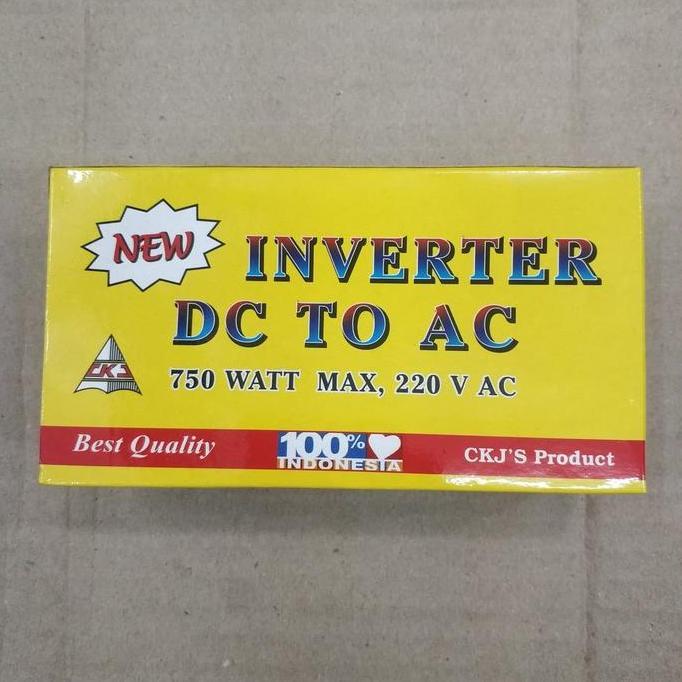 NEW
INVERTER
DC TO AC
CKJ
750 WATT MAX, 220 V AC
Best Quality
100%
INDONESIA
CKJ'S Product